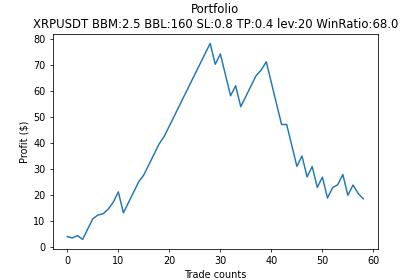 Portfolio
XRPUSDT BBM:2.5 BBL:160 SL:0.8 TP:0.4 lev:20 WinRatio:68.0
80
70
60
50
40
30
20
10
0
Profit ($)
0 10 20 30 40 50 60
Trade counts